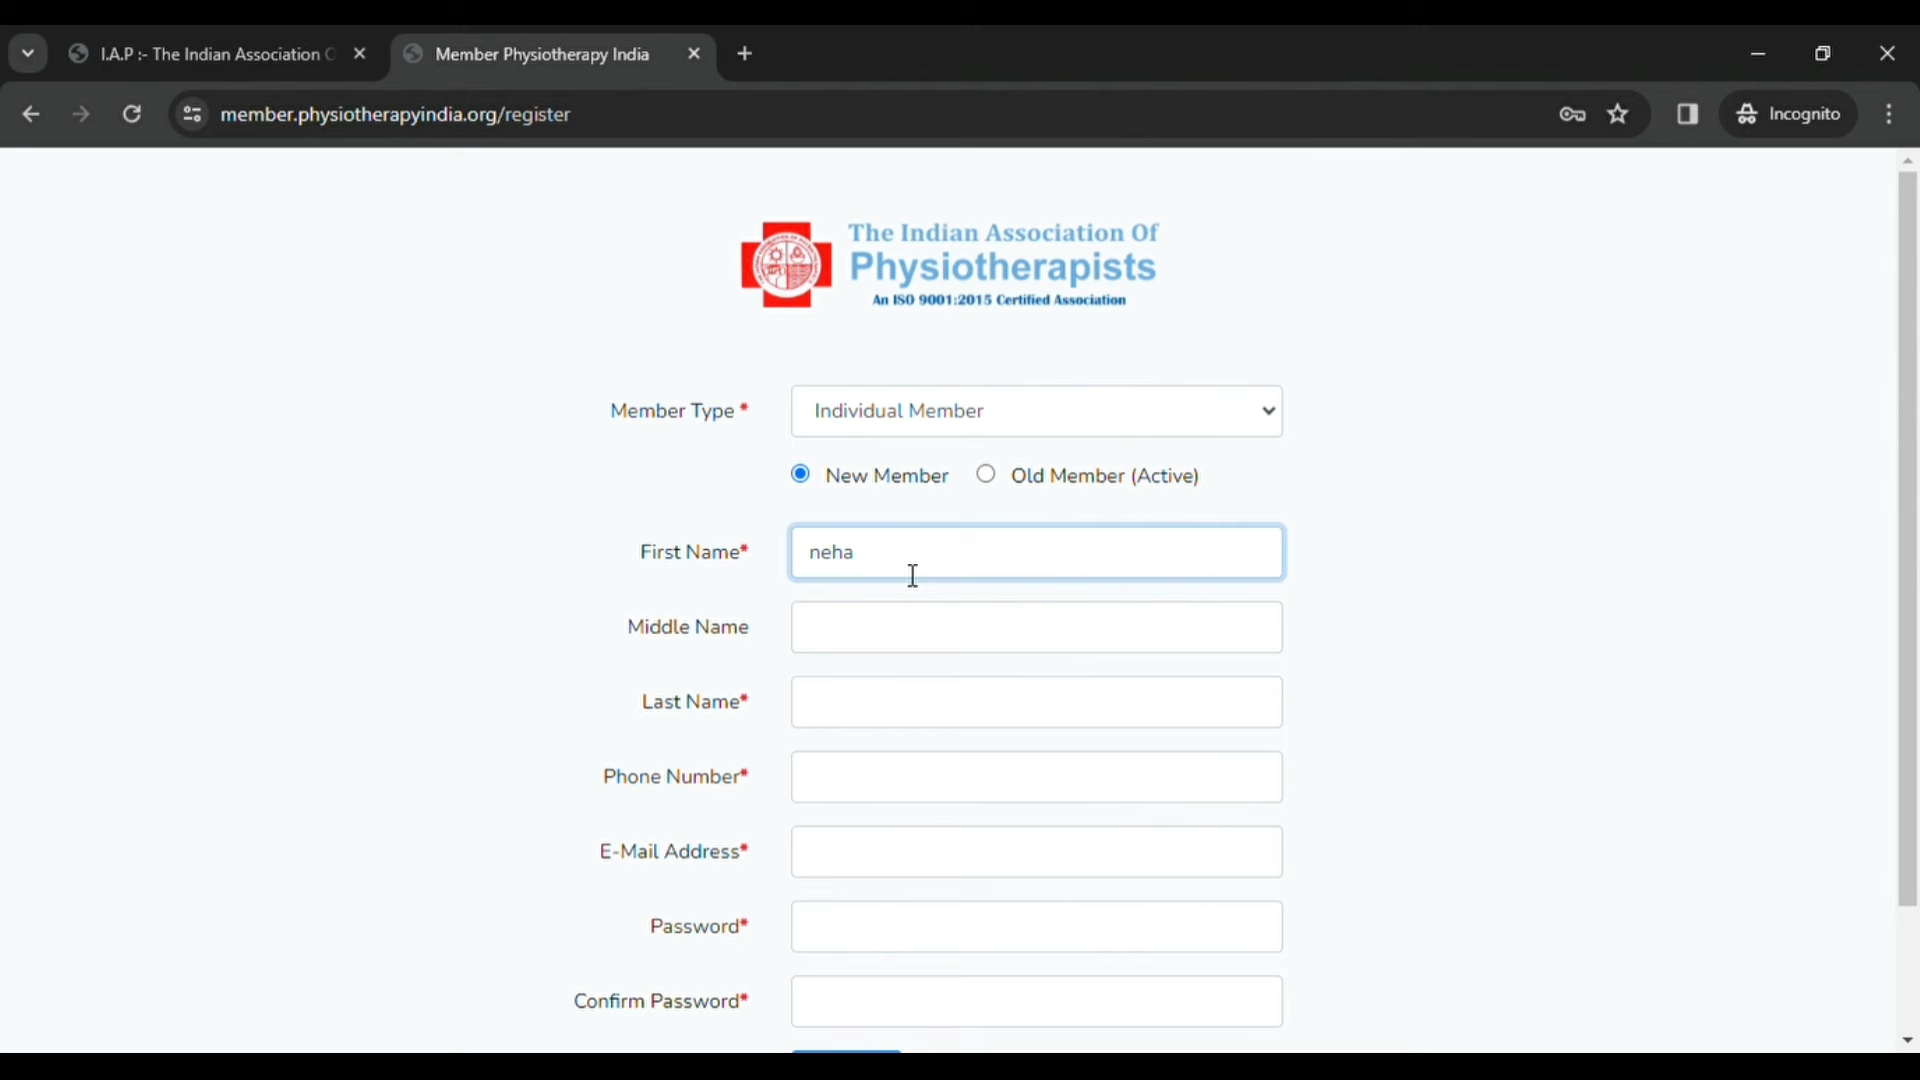 I.A.P :- The Indian Association O
Member Physiotherapy India
member.physiotherapyindia.org/register
Incognito
The Indian Association Of
Physiotherapists
An ISO 9001:2015 Certified Association
Member Type *
Individual Member
New Member
Old Member (Active)
First Name*
neha
Middle Name
Last Name*
Phone Number*
E-Mail Address*
Password*
Confirm Password*